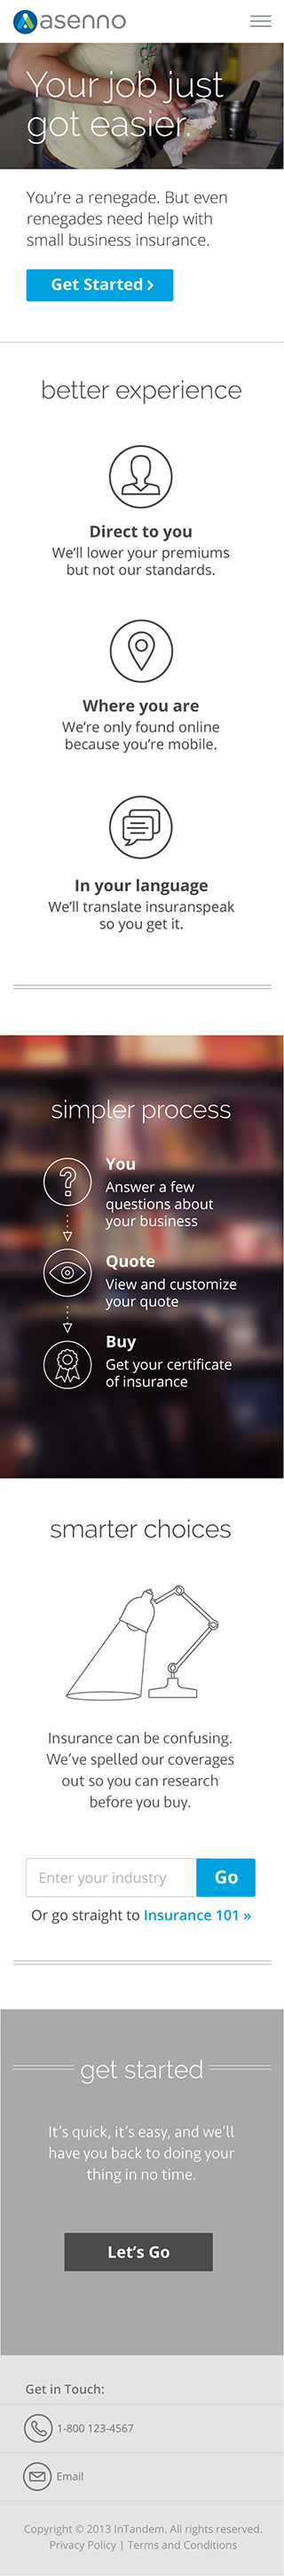 asenno
Your job just
got easier.
You're a renegade. But even
renegades need help with
small business insurance.
Get Started >
better experience
Direct to you
We'll lower your premiums
but not our standards.
Where you are
We're only found online
because you're mobile.
In your language
We'll translate insuranspeak
so you get it.
simpler process
You
Answer a few
questions about
your business
Quote
View and customize
your quote
Buy
Get your certificate
of insurance
smarter choices
Insurance can be confusing.
We've spelled our coverages
out so you can research
before you buy.
Enter your industry
Go
Or go straight to Insurance 101 »
get started
It's quick, it's easy, and we'll
have you back to doing your
thing in no time.
Let's Go
Get in Touch:
1-800 123-4567
Email
Copyright © 2013 InTandem. All rights reserved.
Privacy Policy | Terms and Conditions